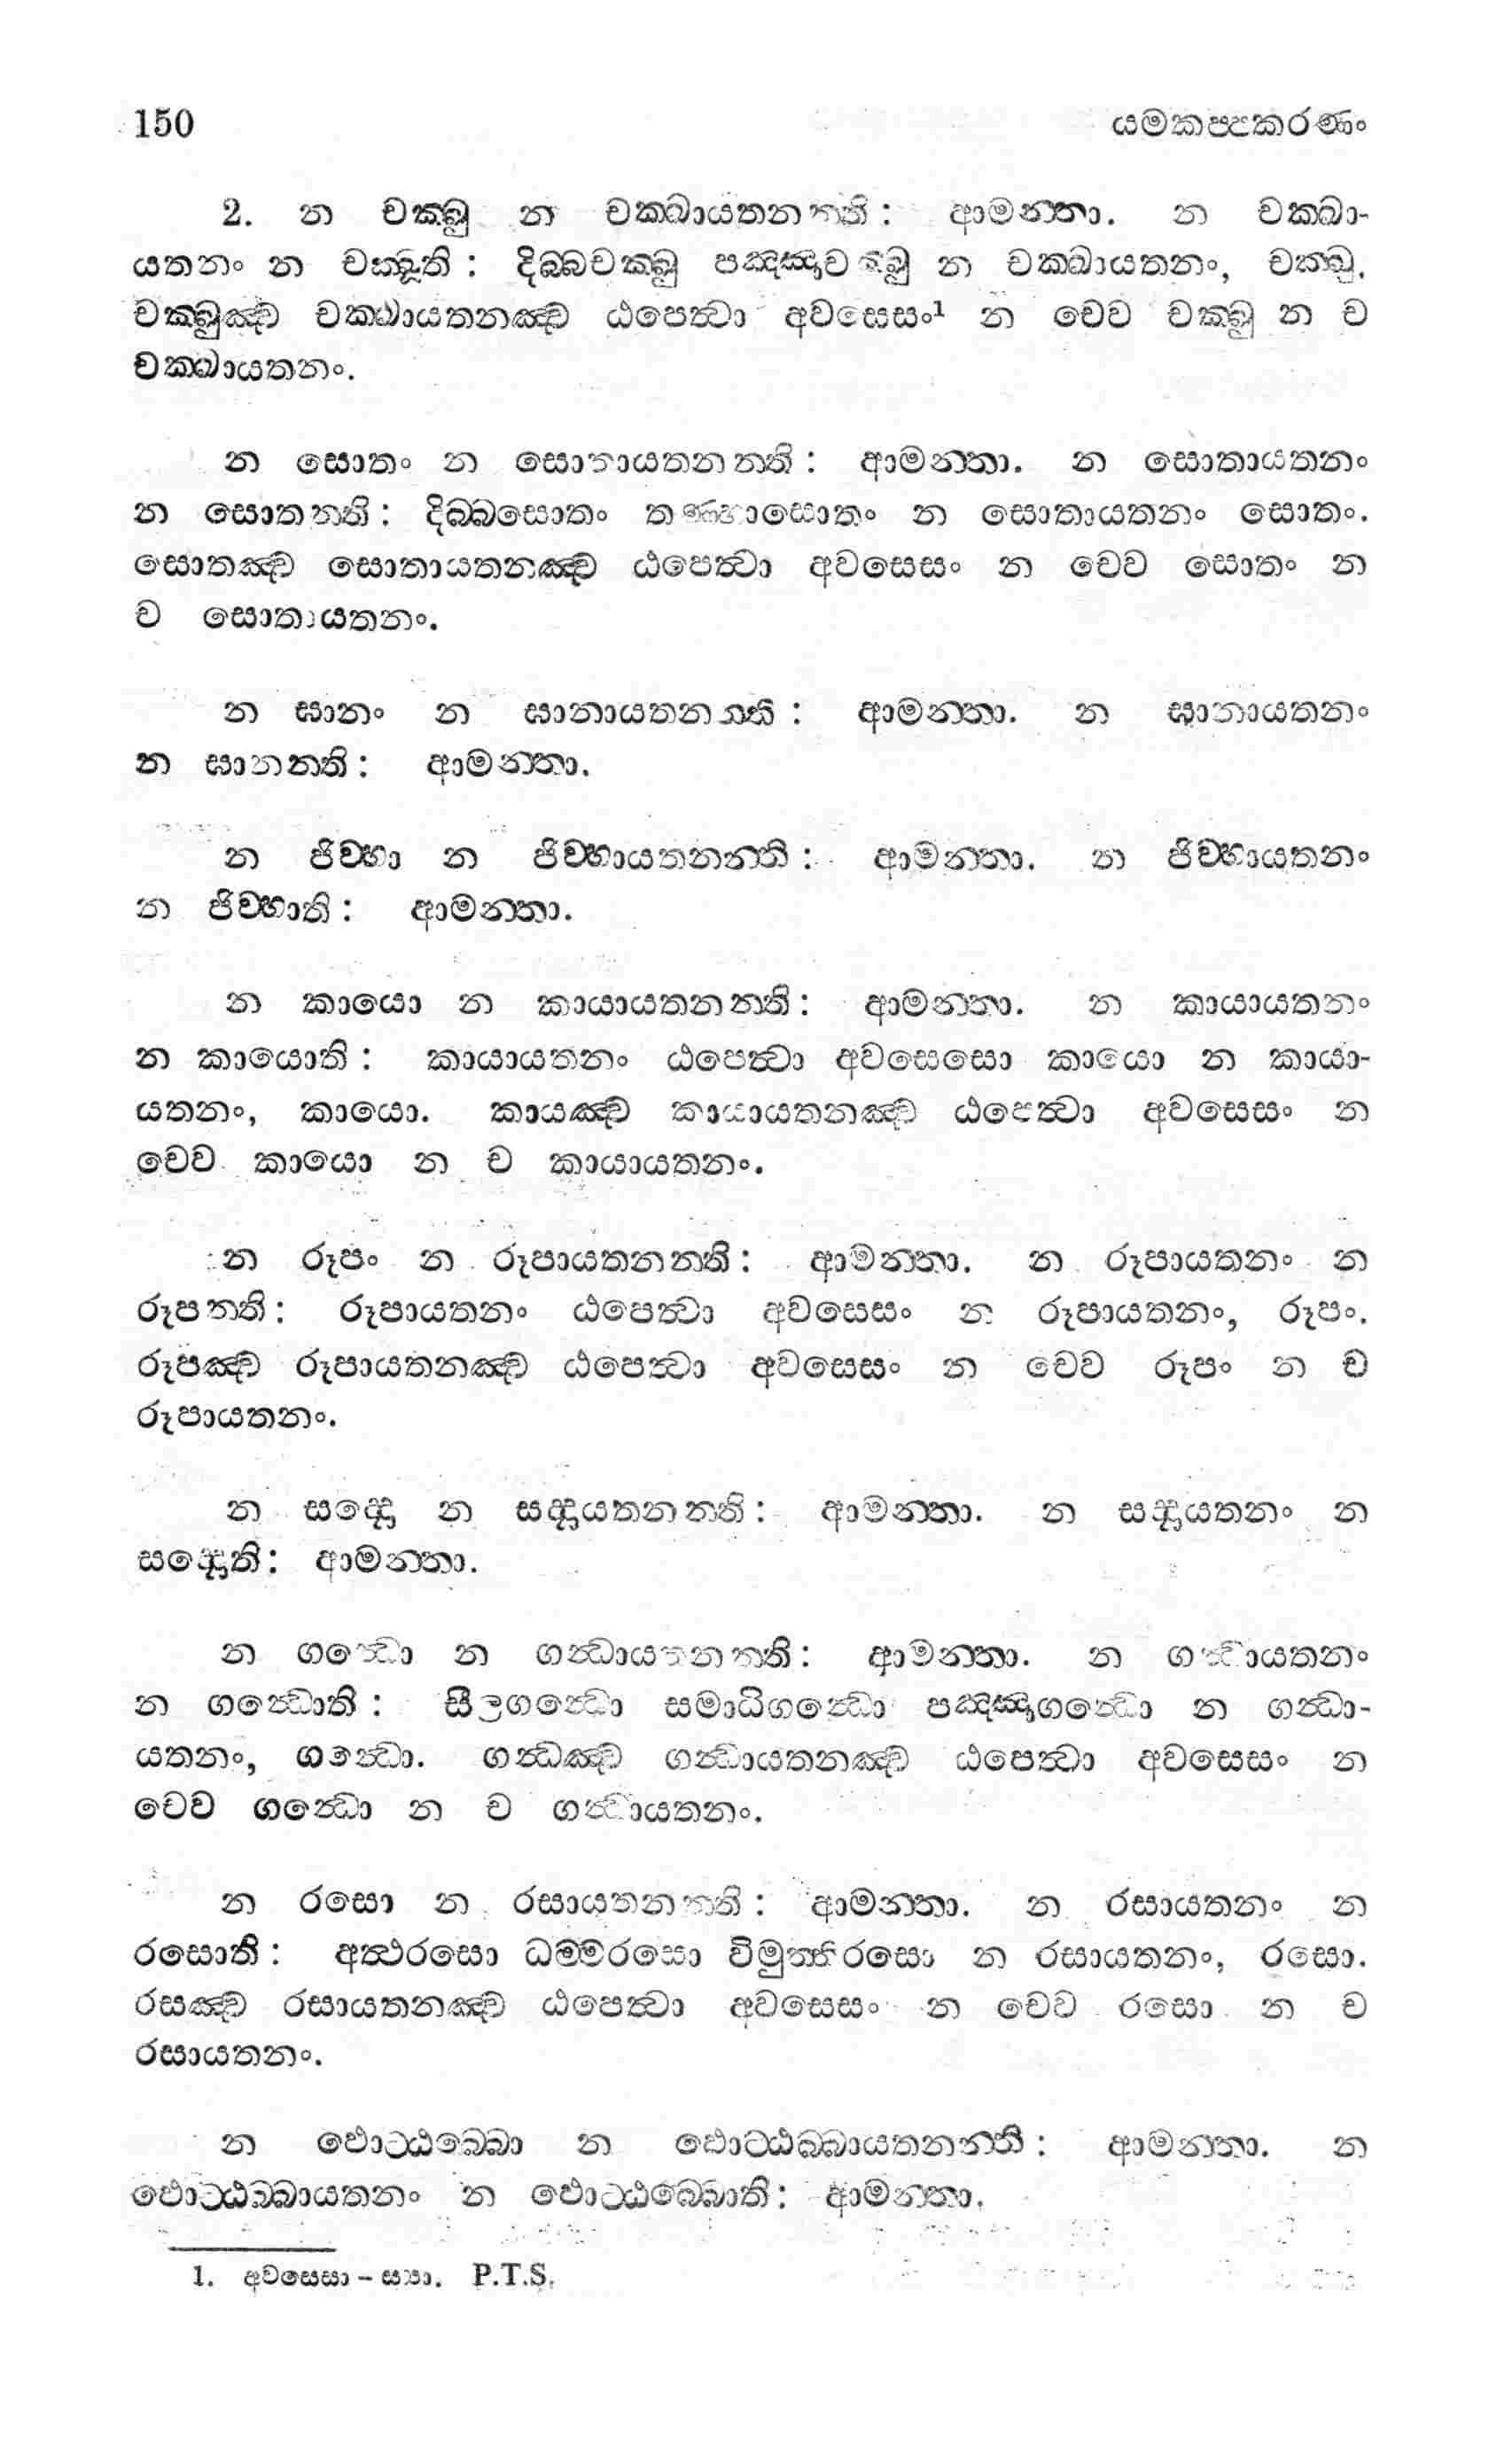 150 යමකප්පකරණං
2. න චක්ඛු න චක්ඛායතනන්ති: ආමන්තා. න චක්ඛා-
යතනං න චක්ඛූති: දිබ්බචක්ඛු පඤ්ඤාචක්ඛු න චක්ඛායතනං, චක්ඛු.
චක්ඛුඤ්ච චක්ඛායතනඤ්ච ඨපෙත්වා අවසෙසං1 න චෙව චක්ඛු න ච
චක්ඛායතනං.
න සොතං න සොතායතනන්ති: ආමන්තා. න සොතායතනං
න සොතන්ති: දිබ්බසොතං තණ්හාසොතං න සොතායතනං සොතං.
සොතඤ්ච සොතායතනඤ්ච ඨපෙත්වා අවසෙසං න චෙව සොතං න
ච සොතායතනං.
න ඝානං න ඝානායතනන්ති: ආමන්තා. න ඝානායතනං
න ඝානන්ති: ආමන්තා.
න ජිව්හා න ජිව්හායතනන්ති: ආමන්තා. න ජිව්හායතනං
න ජිව්හාති: ආමන්තා.
න කායො න කායායතනන්ති: ආමන්තා. න කායායතනං
න කායොති: කායායතනං ඨපෙත්වා අවසෙසො කායො න කායා-
යතනං, කායො. කායඤ්ච කායායතනඤ්ච ඨපෙත්වා අවසෙසං න
චෙව කායො න ච කායායතනං.
න රූපං න රූපායතනන්ති: ආමන්තා. න රූපායතනං න
රූපන්ති: රූපායතනං ඨපෙත්වා අවසෙසං න රූපායතනං, රූපං.
රූපඤ්ච රූපායතනඤ්ච ඨපෙත්වා අවසෙසං න චෙව රූපං න ච
රූපායතනං.
න සද්දො න සද්දායතනන්ති: ආමන්තා. න සද්දායතනං න
සද්දොති: ආමන්තා.
න ගන්ධො න ගන්ධායතනන්ති: ආමන්තා. න ගන්ධායතනං
න ගන්ධොති: සීලගන්ධො සමාධිගන්ධො පඤ්ඤාගන්ධො න ගන්ධා-
යතනං, ගන්ධො. ගන්ධඤ්ච ගන්ධායතනඤ්ච ඨපෙත්වා අවසෙසං න
චෙව ගන්ධො න ච ගන්ධායතනං.
න රසො න රසායතනන්ති: ආමන්තා. න රසායතනං න
රසොති: අත්ථරසො ධම්මරසො විමුත්තිරසො න රසායතනං, රසො.
රසඤ්ච රසායතනඤ්ච ඨපෙත්වා අවසෙසං න චෙව රසො න ච
රසායතනං.
න ඵොට්ඨබ්බො න ඵොට්ඨබ්බායතනන්ති: ආමන්තා. න
ඵොට්ඨබ්බායතනං න ඵොට්ඨබ්බොති: ආමන්තා.
1. අවසෙසා - ස්‍යා. P.T.S.